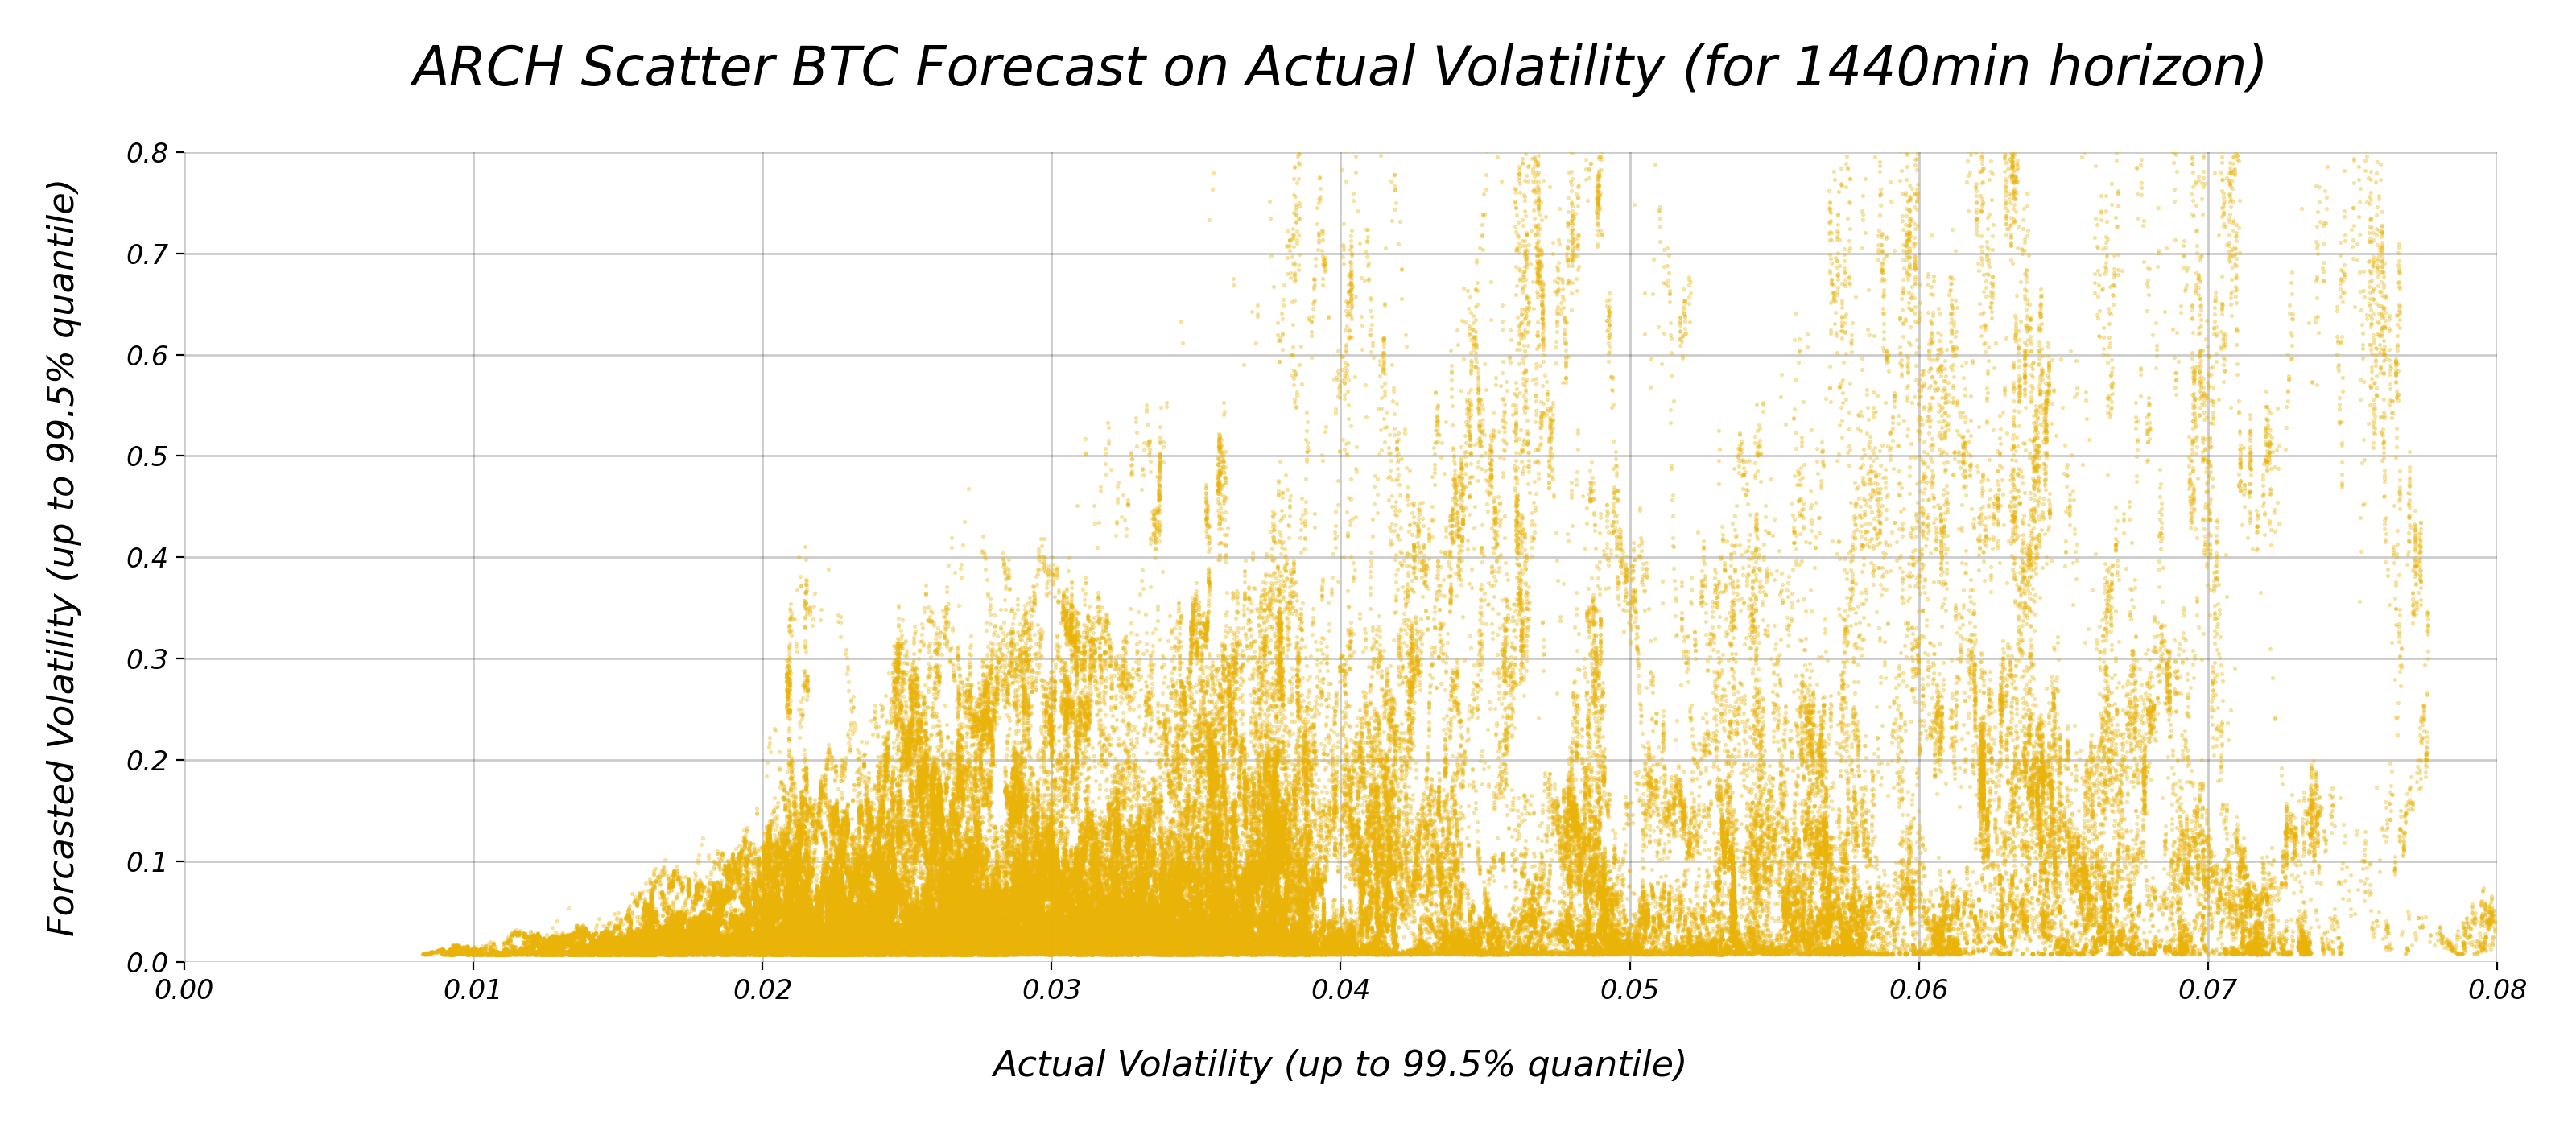 ARCH Scatter BTC Forecast on Actual Volatility (for 1440min horizon)
Forcasted Volatility (up to 99.5% quantile)
0.8
0.7
0.6
0.5
0.4
0.3
0.2
0.1
0.0
0.00 0.01 0.02 0.03 0.04 0.05 0.06 0.07 0.08
Actual Volatility (up to 99.5% quantile)